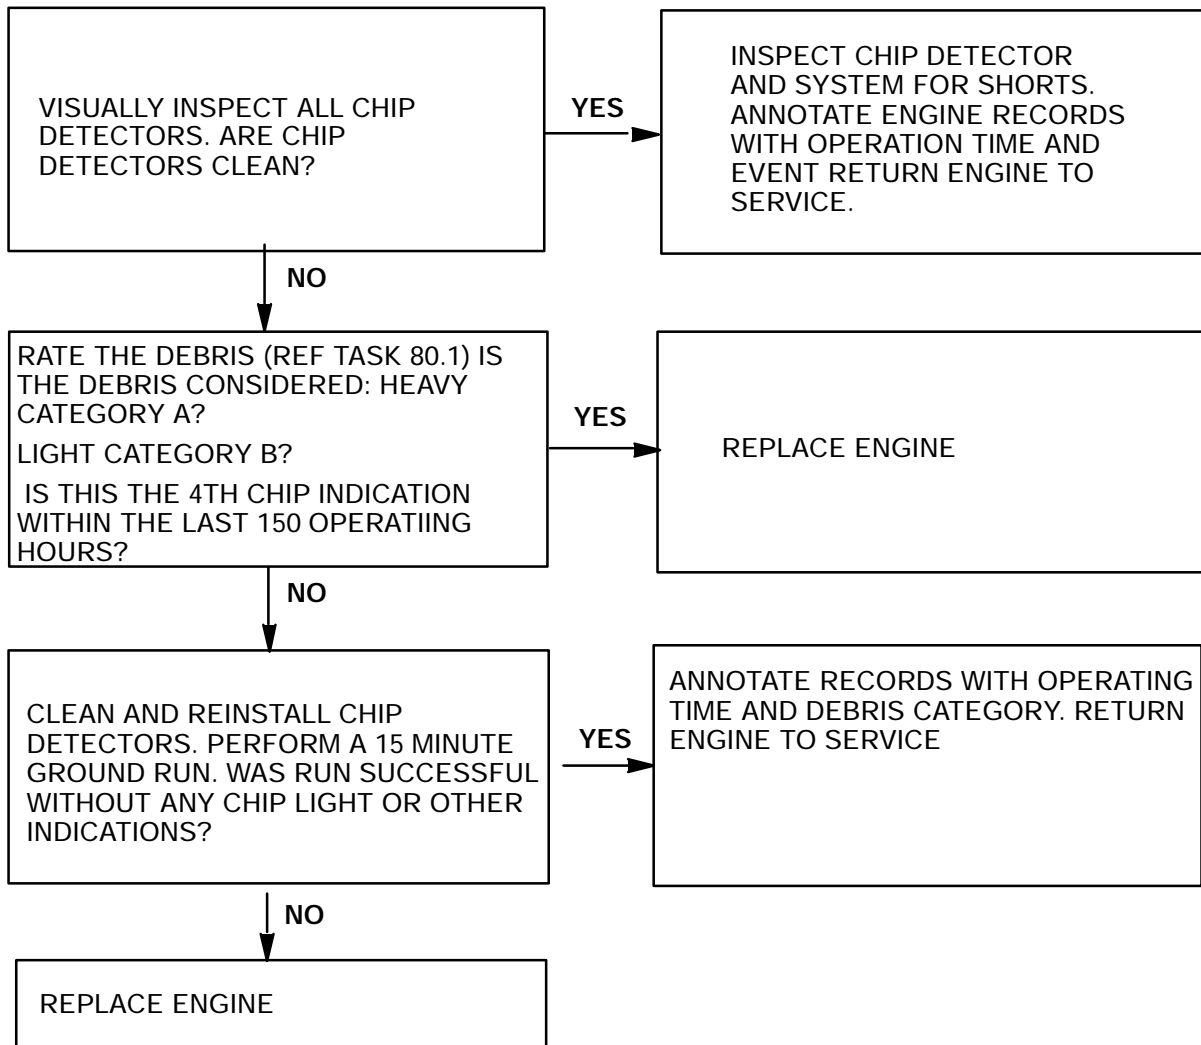 VISUALLY INSPECT ALL CHIP
DETECTORS. ARE CHIP
DETECTORS CLEAN?
YES
INSPECT CHIP DETECTOR
AND SYSTEM FOR SHORTS.
ANNOTATE ENGINE RECORDS
WITH OPERATION TIME AND
EVENT RETURN ENGINE TO
SERVICE.
NO
RATE THE DEBRIS (REF TASK 80.1) IS
THE DEBRIS CONSIDERED: HEAVY
CATEGORY A?
LIGHT CATEGORY B?
IS THIS THE 4TH CHIP INDICATION
WITHIN THE LAST 150 OPERATIING
HOURS?
YES
REPLACE ENGINE
NO
CLEAN AND REINSTALL CHIP
DETECTORS. PERFORM A 15 MINUTE
GROUND RUN. WAS RUN SUCCESSFUL
WITHOUT ANY CHIP LIGHT OR OTHER
INDICATIONS?
YES
ANNOTATE RECORDS WITH OPERATING
TIME AND DEBRIS CATEGORY. RETURN
ENGINE TO SERVICE
NO
REPLACE ENGINE